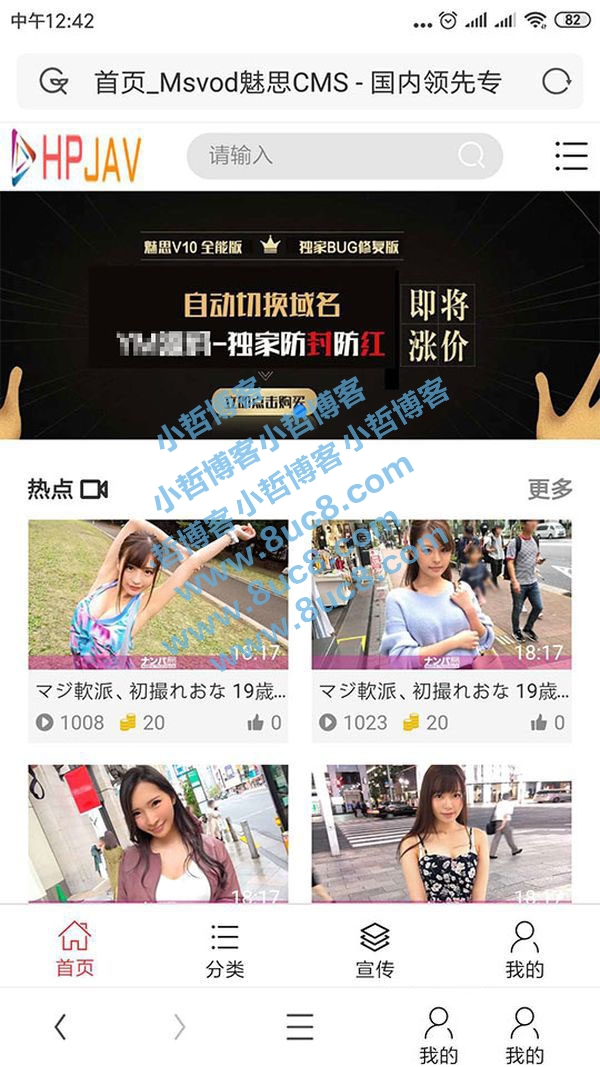 中午12:42
82
首页_Msvod魅思CMS - 国内领先专
HPJAV
请输入
魅思V10 全能版 独家BUG修复版
自动切换域名
-独家防封防红
即将
涨价
立即点击购买
小哲博客小哲博客
小哲博客小哲博客
哲博客
www.8uc8.com
www.8uc8.com
www.8uc8.com
热点
更多
18:17
18:17
マジ軟派、初撮れおな 19歳...
マジ軟派、初撮れおな 19歳...
1008 20 0
1023 20 0
18:17
18:17
首页
分类
宣传
我的
我的
我的